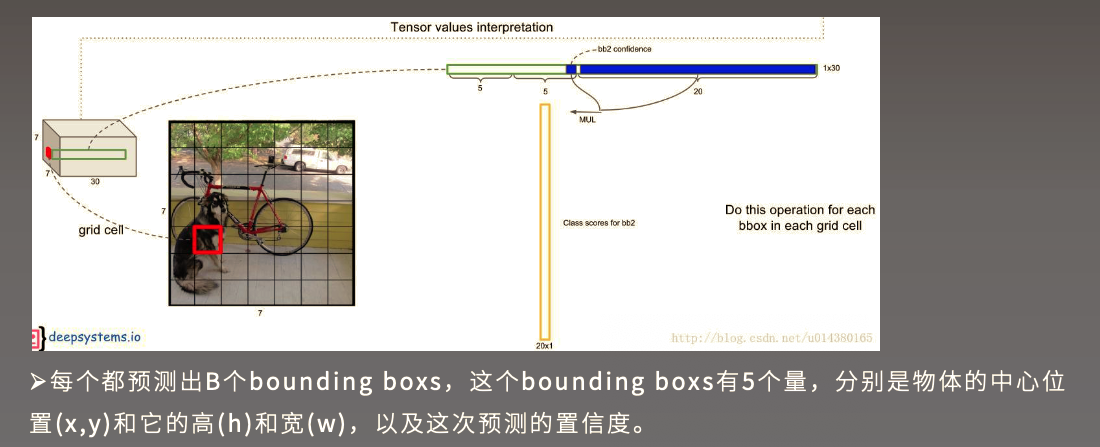 Tensor values interpretation
bb2 confidence
1x30
5
5
20
MUL
7
7
30
grid cell
7
7
Class scores for bb2
Do this operation for each
bbox in each grid cell
20x1
deepsystems.io
http://blog.csdn.net/u014380165
➢每个都预测出B个bounding boxs，这个bounding boxs有5个量，分别是物体的中心位
置(x,y)和它的高(h)和宽(w)，以及这次预测的置信度。